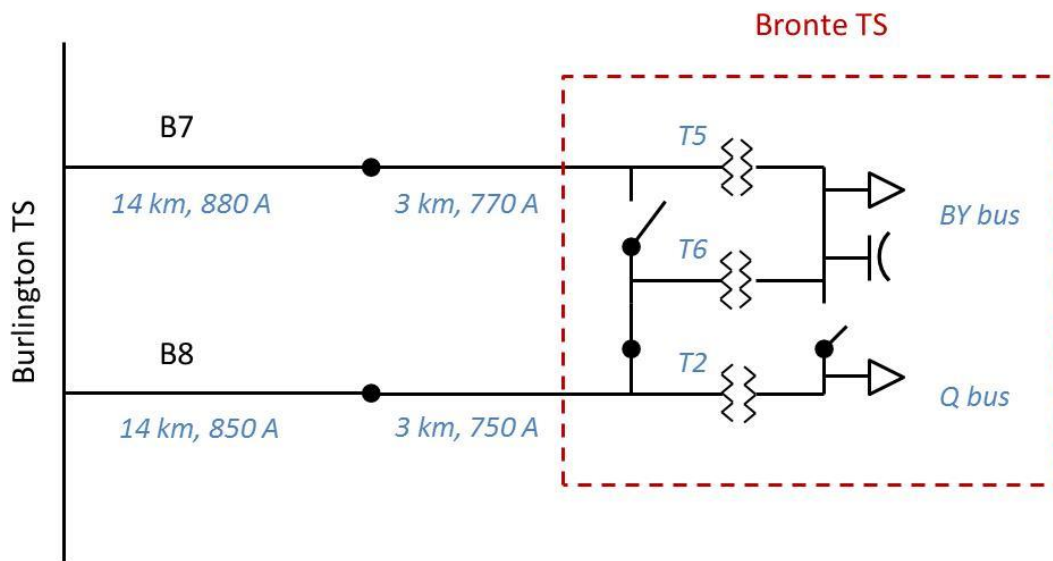 Bronte TS
B7
T5
14 km, 880 A
3 km, 770 A
BY bus
T6
Burlington TS
B8
T2
14 km, 850 A
3 km, 750 A
Q bus